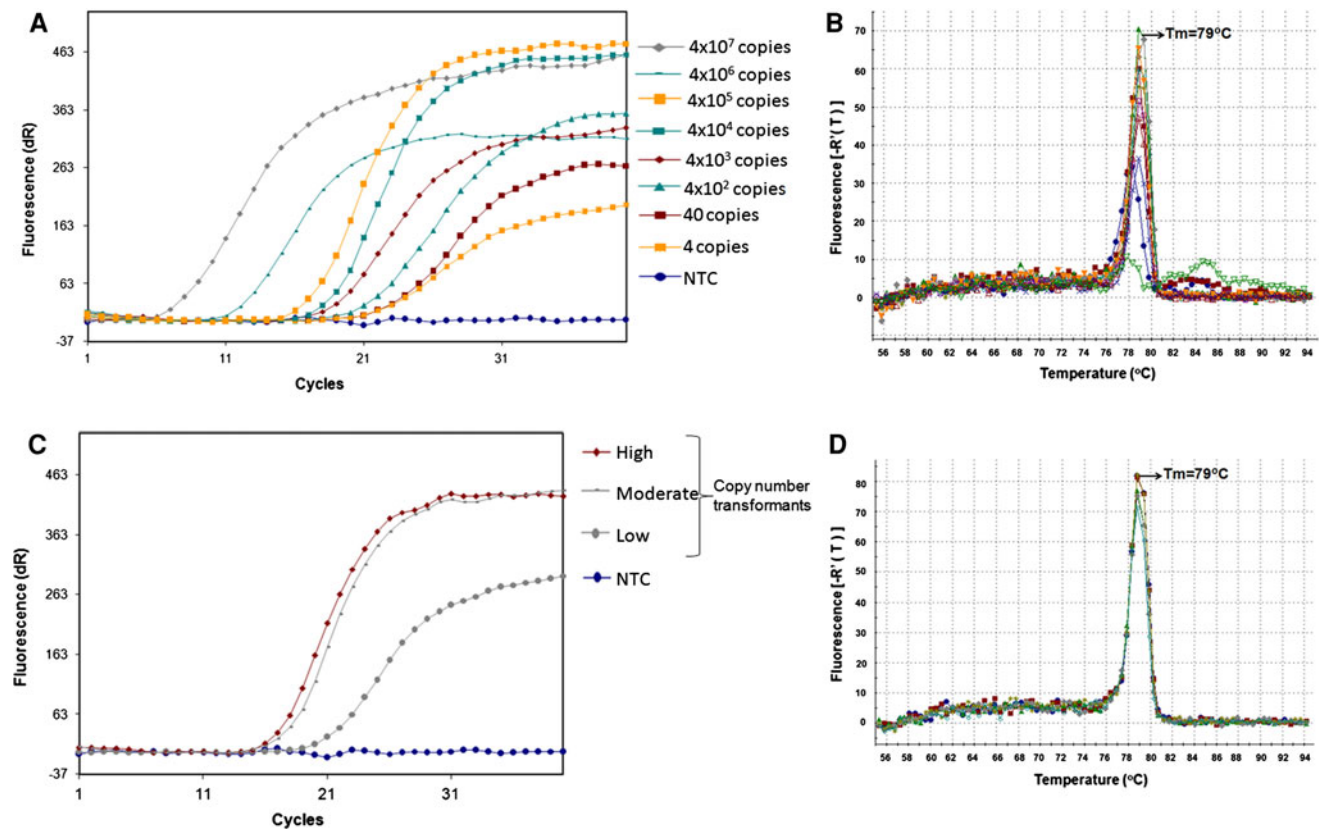 A
463
363
263
163
63
-37
Fluorescence (dR)
1
11
21
31
Cycles
4x10⁷ copies
4x10⁶ copies
4x10⁵ copies
4x10⁴ copies
4x10³ copies
4x10² copies
40 copies
4 copies
NTC
B
Tm=79°C
70
60
50
40
30
20
10
0
Fluorescence [-R'(T)]
56 58 60 62 64 66 68 70 72 74 76 78 80 82 84 85 88 90 92 94
Temperature (°C)
C
463
363
263
163
63
-37
Fluorescence (dR)
1
11
21
31
Cycles
High
Moderate
Low
NTC
Copy number
transformants
D
Tm=79°C
80
70
60
50
40
30
20
10
0
Fluorescence [-R'(T)]
56 58 60 62 64 66 68 70 72 74 76 78 80 82 84 86 88 90 92 94
Temperature (°C)